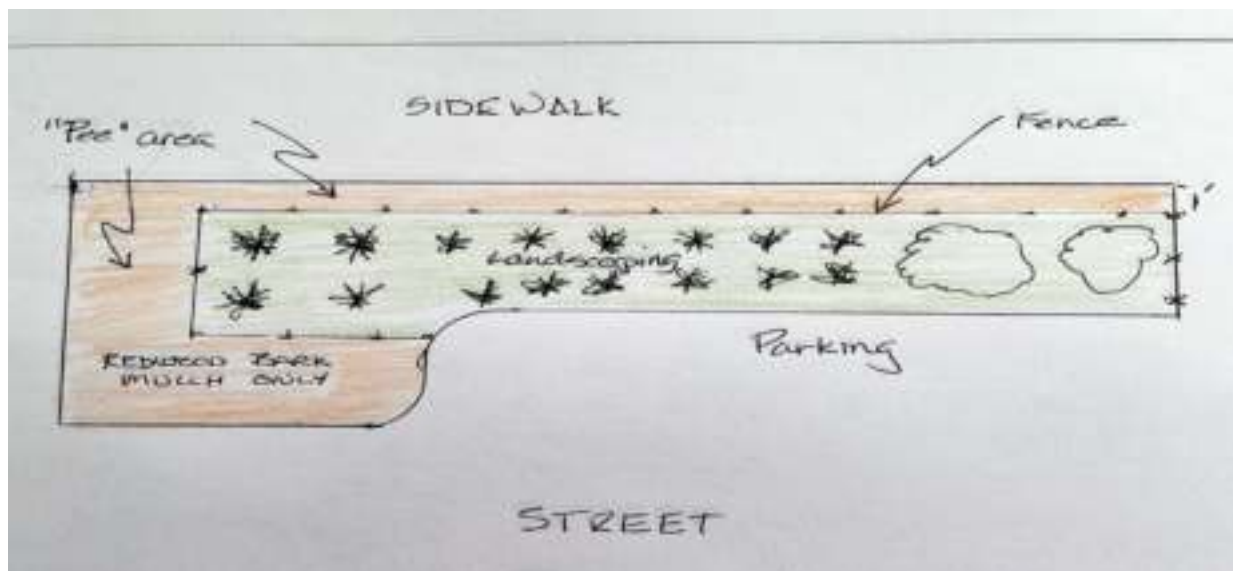 SIDEWALK
"Pee" area
Fence
1'
Landscaping
Parking
REDWOOD BARK
MULCH ONLY
STREET